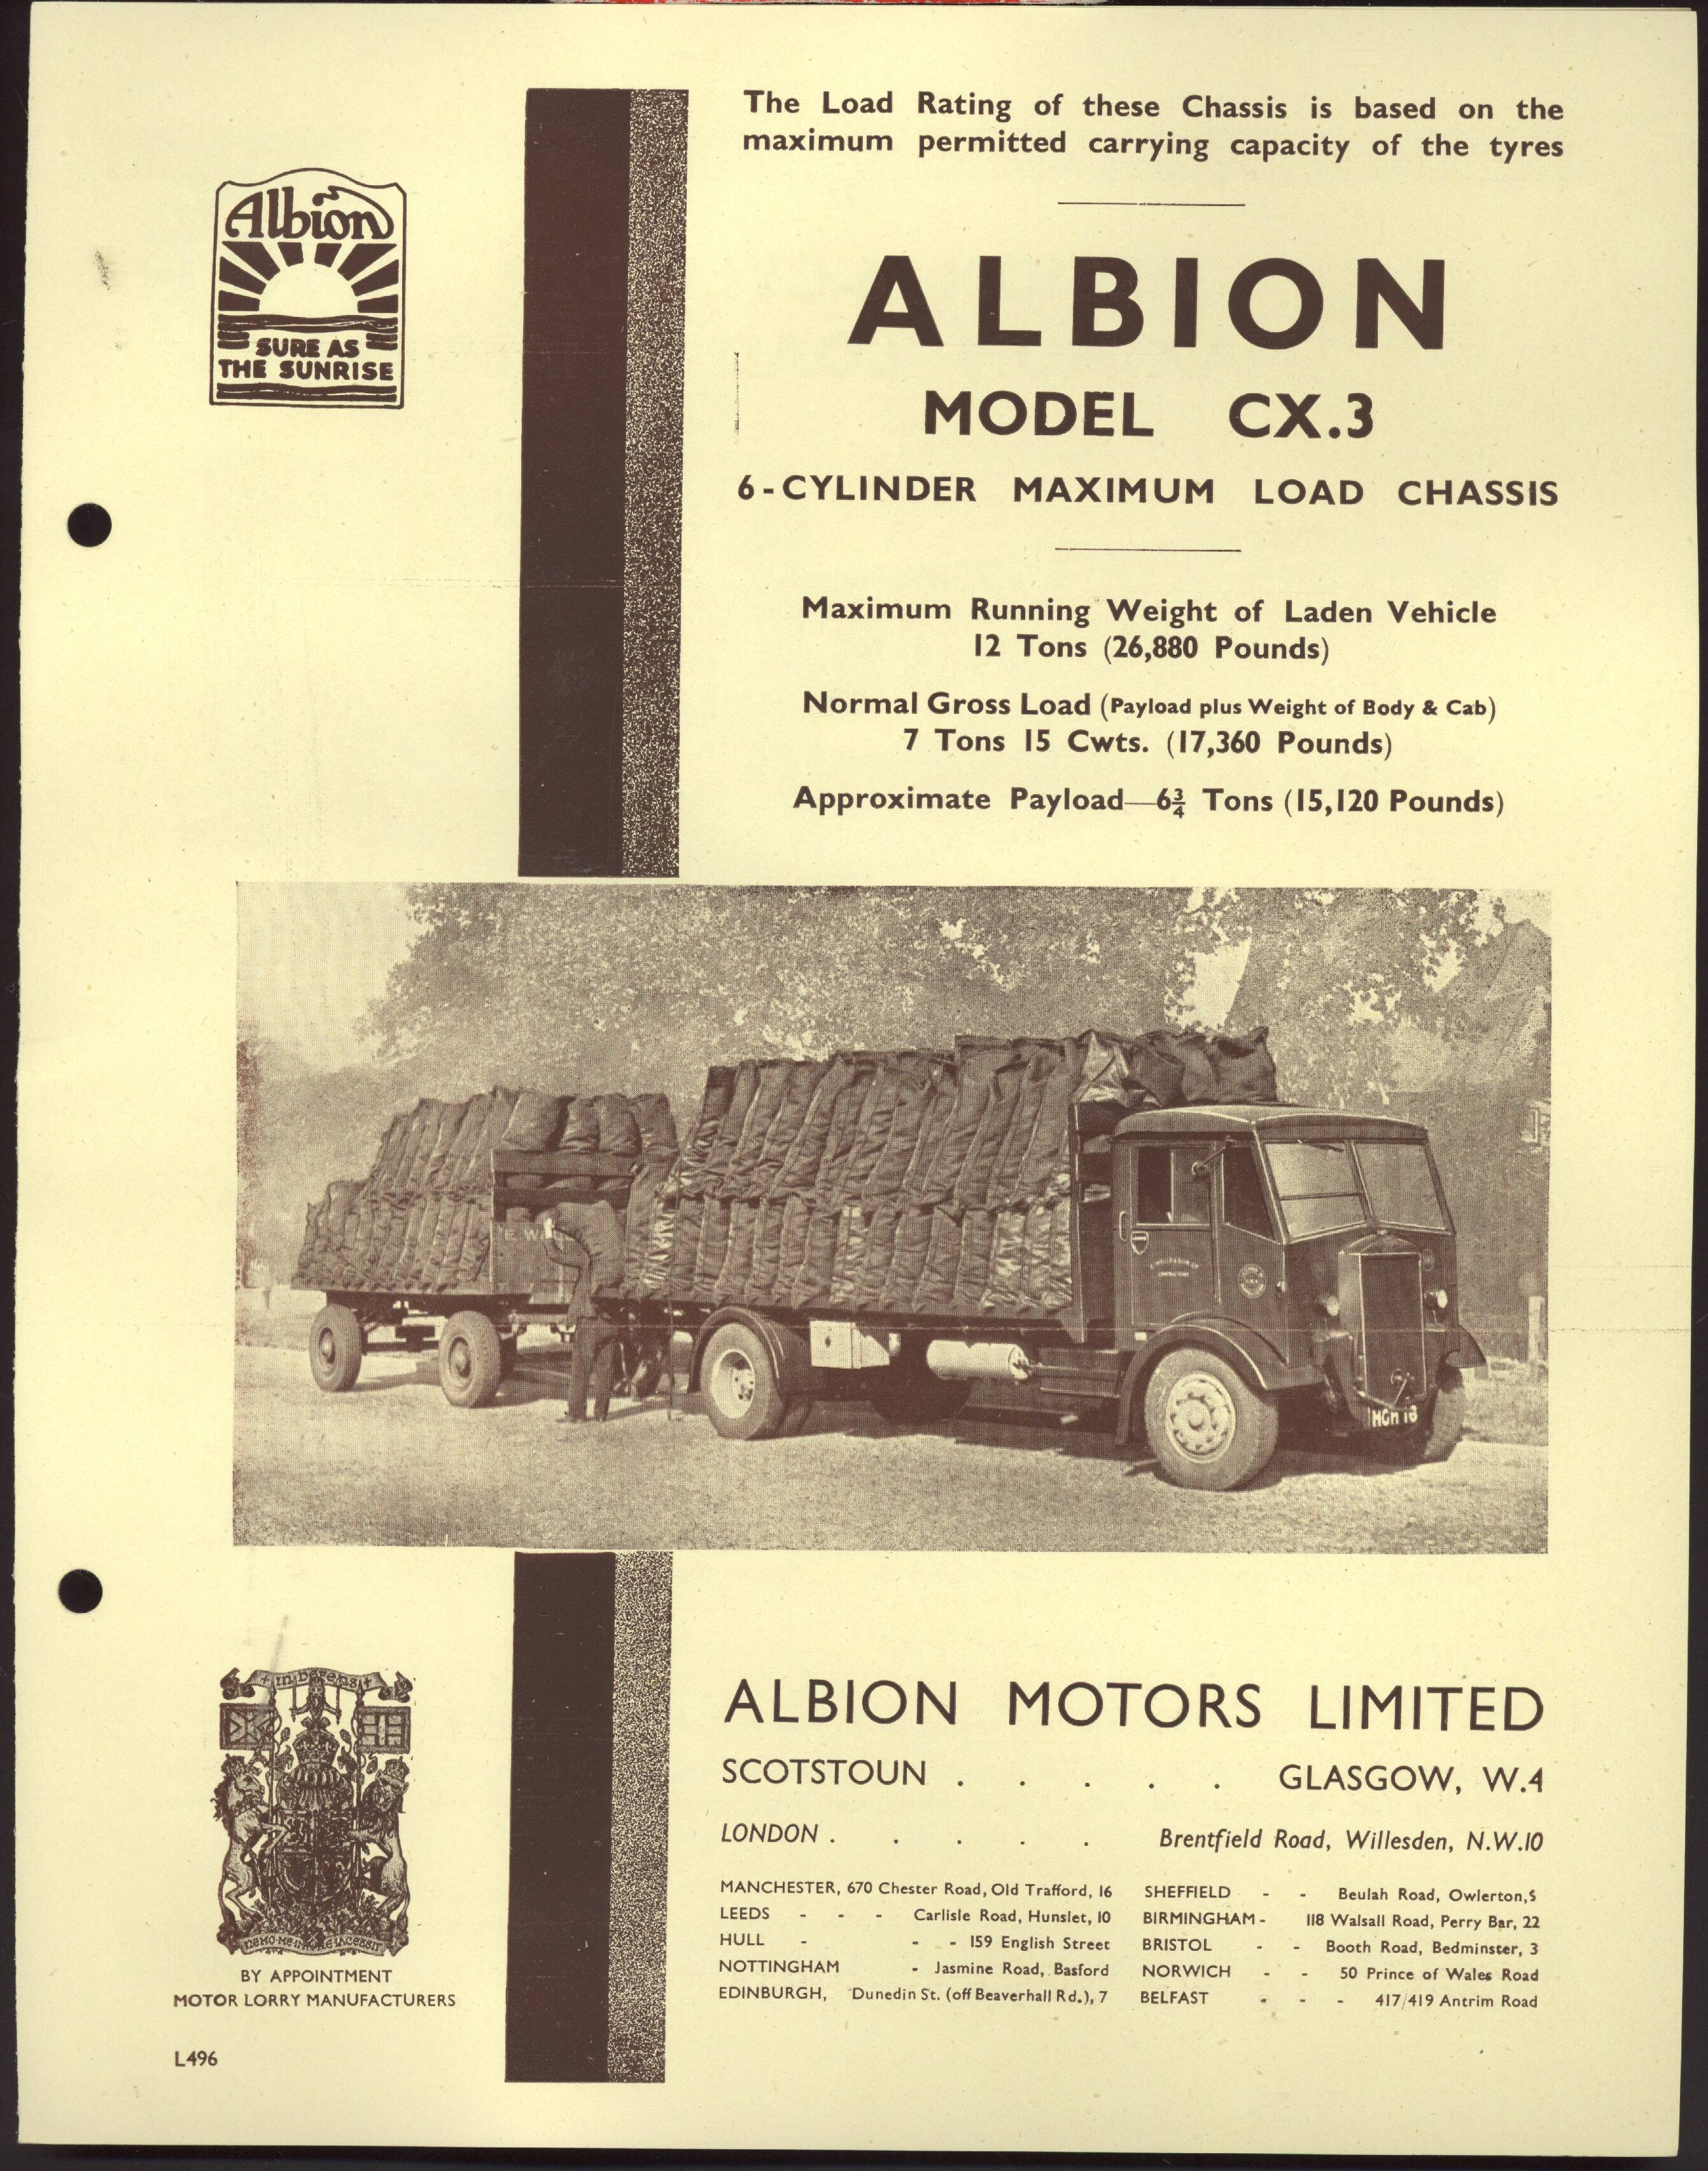 The Load Rating of these Chassis is based on the
maximum permitted carrying capacity of the tyres
Albion
SURE AS
THE SUNRISE
ALBION
MODEL CX.3
6-CYLINDER MAXIMUM LOAD CHASSIS
Maximum Running Weight of Laden Vehicle
12 Tons (26,880 Pounds)
Normal Gross Load (Payload plus Weight of Body & Cab)
7 Tons 15 Cwts. (17,360 Pounds)
Approximate Payload—6¾ Tons (15,120 Pounds)
E. W
ALBION MOTORS LIMITED
SCOTSTOUN . . . . . GLASGOW, W.4
LONDON . . . . . Brentfield Road, Willesden, N.W.10
MANCHESTER, 670 Chester Road, Old Trafford, 16
LEEDS - - - Carlisle Road, Hunslet, 10
HULL - - - 159 English Street
NOTTINGHAM - Jasmine Road, Basford
EDINBURGH, Dunedin St. (off Beaverhall Rd.), 7
SHEFFIELD - - Beulah Road, Owlerton, 5
BIRMINGHAM - 118 Walsall Road, Perry Bar, 22
BRISTOL - - Booth Road, Bedminster, 3
NORWICH - - 50 Prince of Wales Road
BELFAST - - - 417/419 Antrim Road
In Defens
NEMO ME IMPUNE LACESSIT
BY APPOINTMENT
MOTOR LORRY MANUFACTURERS
L496